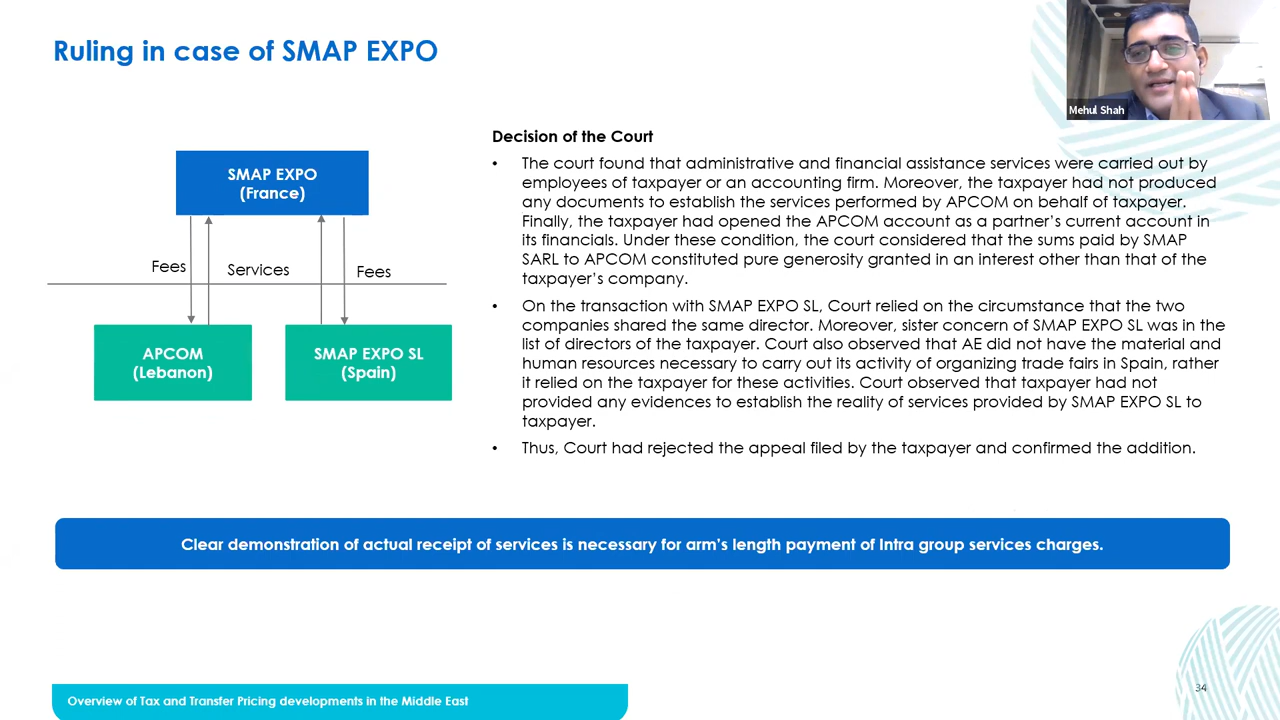 Ruling in case of SMAP EXPO
Mehul Shah
SMAP EXPO
(France)
Fees
Services
Fees
APCOM
(Lebanon)
SMAP EXPO SL
(Spain)
Decision of the Court
• The court found that administrative and financial assistance services were carried out by
employees of taxpayer or an accounting firm. Moreover, the taxpayer had not produced
any documents to establish the services performed by APCOM on behalf of taxpayer.
Finally, the taxpayer had opened the APCOM account as a partner’s current account in
its financials. Under these condition, the court considered that the sums paid by SMAP
SARL to APCOM constituted pure generosity granted in an interest other than that of the
taxpayer’s company.
• On the transaction with SMAP EXPO SL, Court relied on the circumstance that the two
companies shared the same director. Moreover, sister concern of SMAP EXPO SL was in the
list of directors of the taxpayer. Court also observed that AE did not have the material and
human resources necessary to carry out its activity of organizing trade fairs in Spain, rather
it relied on the taxpayer for these activities. Court observed that taxpayer had not
provided any evidences to establish the reality of services provided by SMAP EXPO SL to
taxpayer.
• Thus, Court had rejected the appeal filed by the taxpayer and confirmed the addition.
Clear demonstration of actual receipt of services is necessary for arm’s length payment of Intra group services charges.
Overview of Tax and Transfer Pricing developments in the Middle East
34